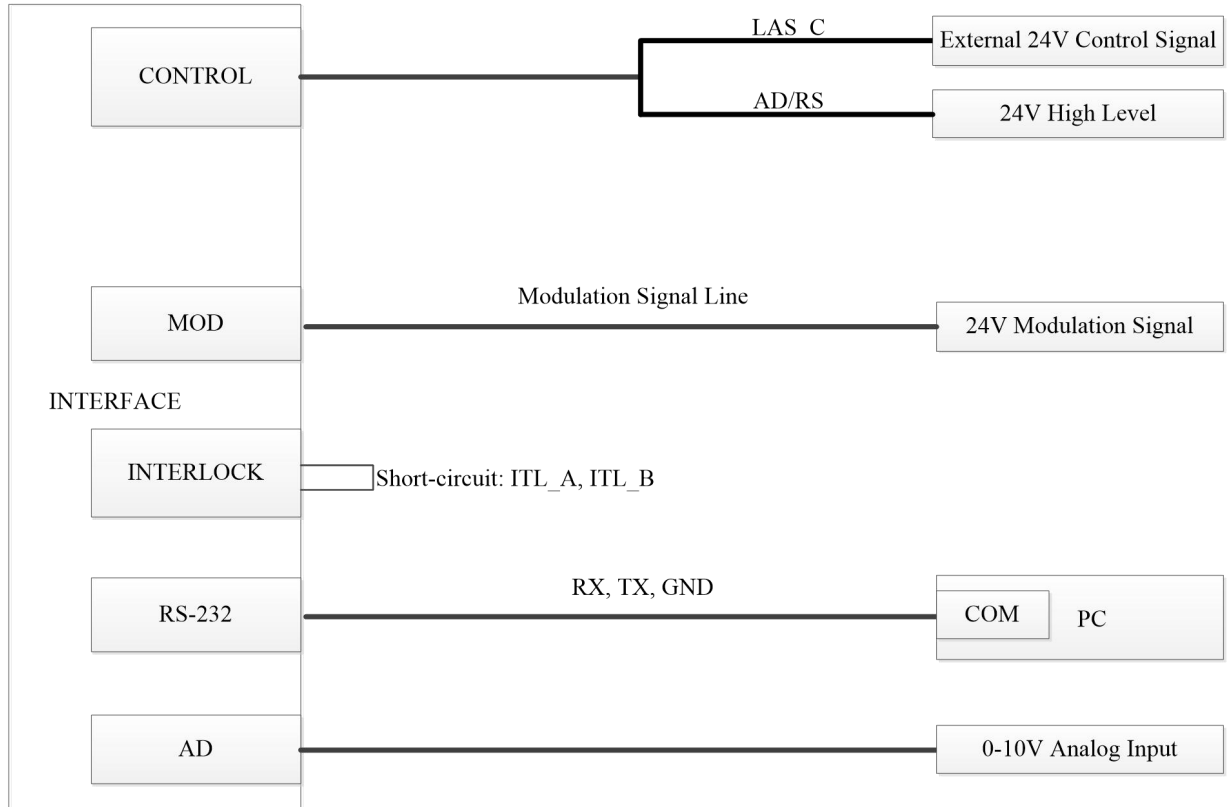 LAS_C
External 24V Control Signal
CONTROL
AD/RS
24V High Level
Modulation Signal Line
MOD
24V Modulation Signal
INTERFACE
INTERLOCK
Short-circuit: ITL_A, ITL_B
RX, TX, GND
RS-232
COM
PC
AD
0-10V Analog Input